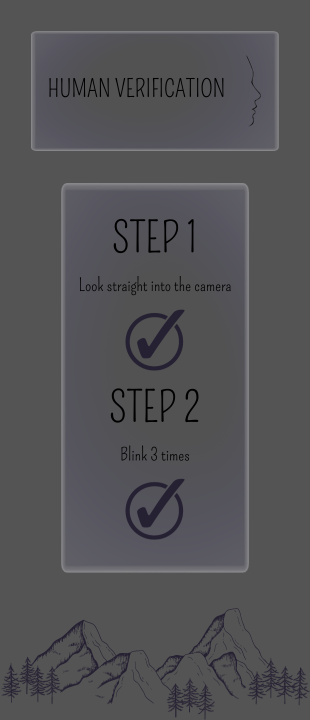 HUMAN VERIFICATION
STEP 1
Look straight into the camera
STEP 2
Blink 3 times